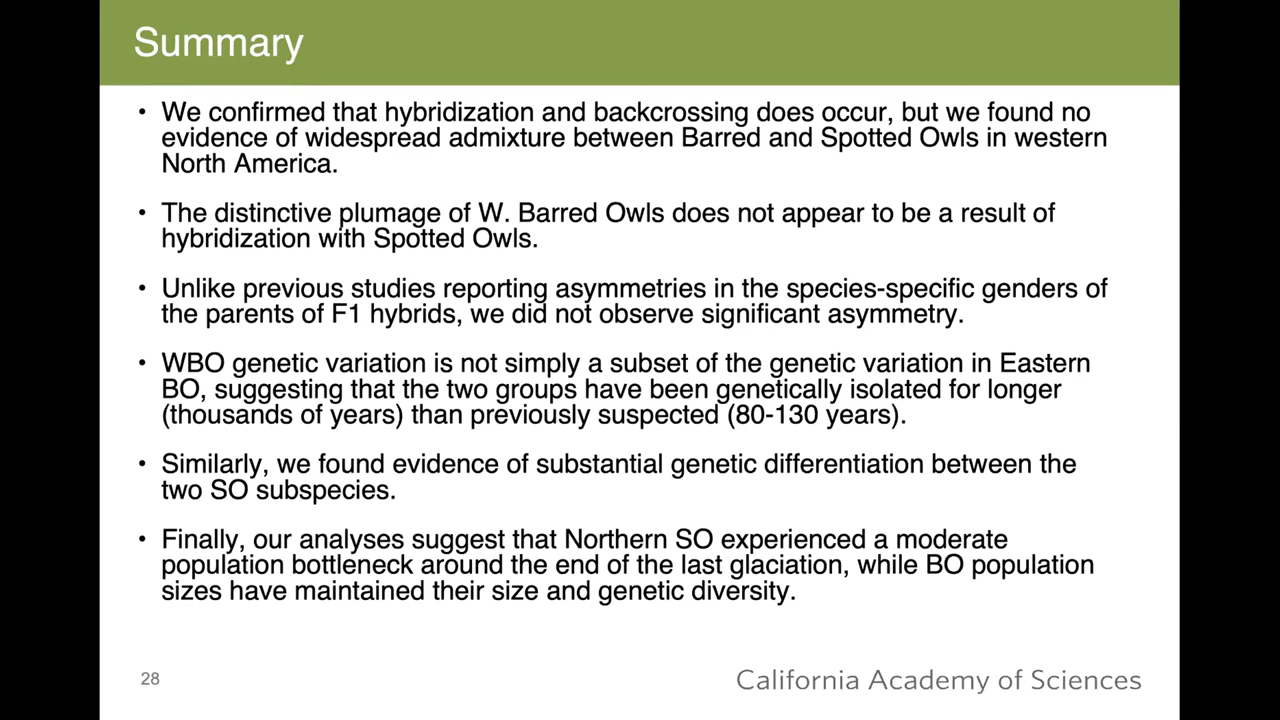 Summary
• We confirmed that hybridization and backcrossing does occur, but we found no
evidence of widespread admixture between Barred and Spotted Owls in western
North America.
• The distinctive plumage of W. Barred Owls does not appear to be a result of
hybridization with Spotted Owls.
• Unlike previous studies reporting asymmetries in the species-specific genders of
the parents of F1 hybrids, we did not observe significant asymmetry.
• WBO genetic variation is not simply a subset of the genetic variation in Eastern
BO, suggesting that the two groups have been genetically isolated for longer
(thousands of years) than previously suspected (80-130 years).
• Similarly, we found evidence of substantial genetic differentiation between the
two SO subspecies.
• Finally, our analyses suggest that Northern SO experienced a moderate
population bottleneck around the end of the last glaciation, while BO population
sizes have maintained their size and genetic diversity.
28
California Academy of Sciences